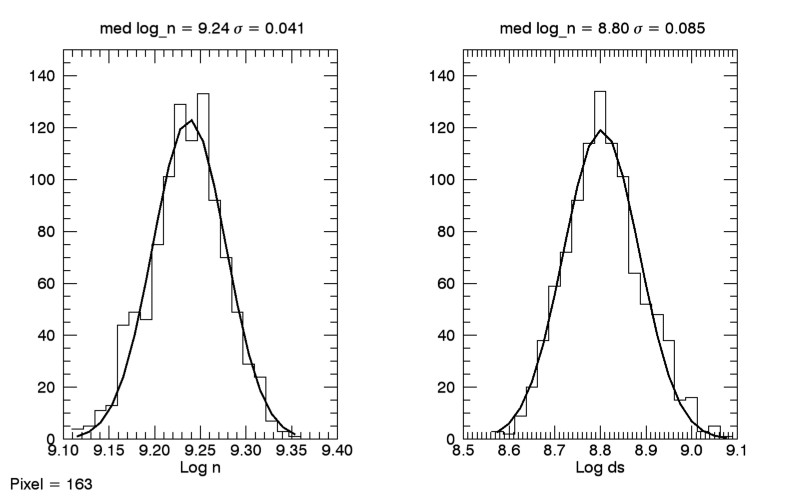 med log_n = 9.24 σ = 0.041
140
120
100
80
60
40
20
0
9.10 9.15 9.20 9.25 9.30 9.35 9.40
Log n
med log_n = 8.80 σ = 0.085
140
120
100
80
60
40
20
0
8.5 8.6 8.7 8.8 8.9 9.0 9.1
Log ds
Pixel = 163